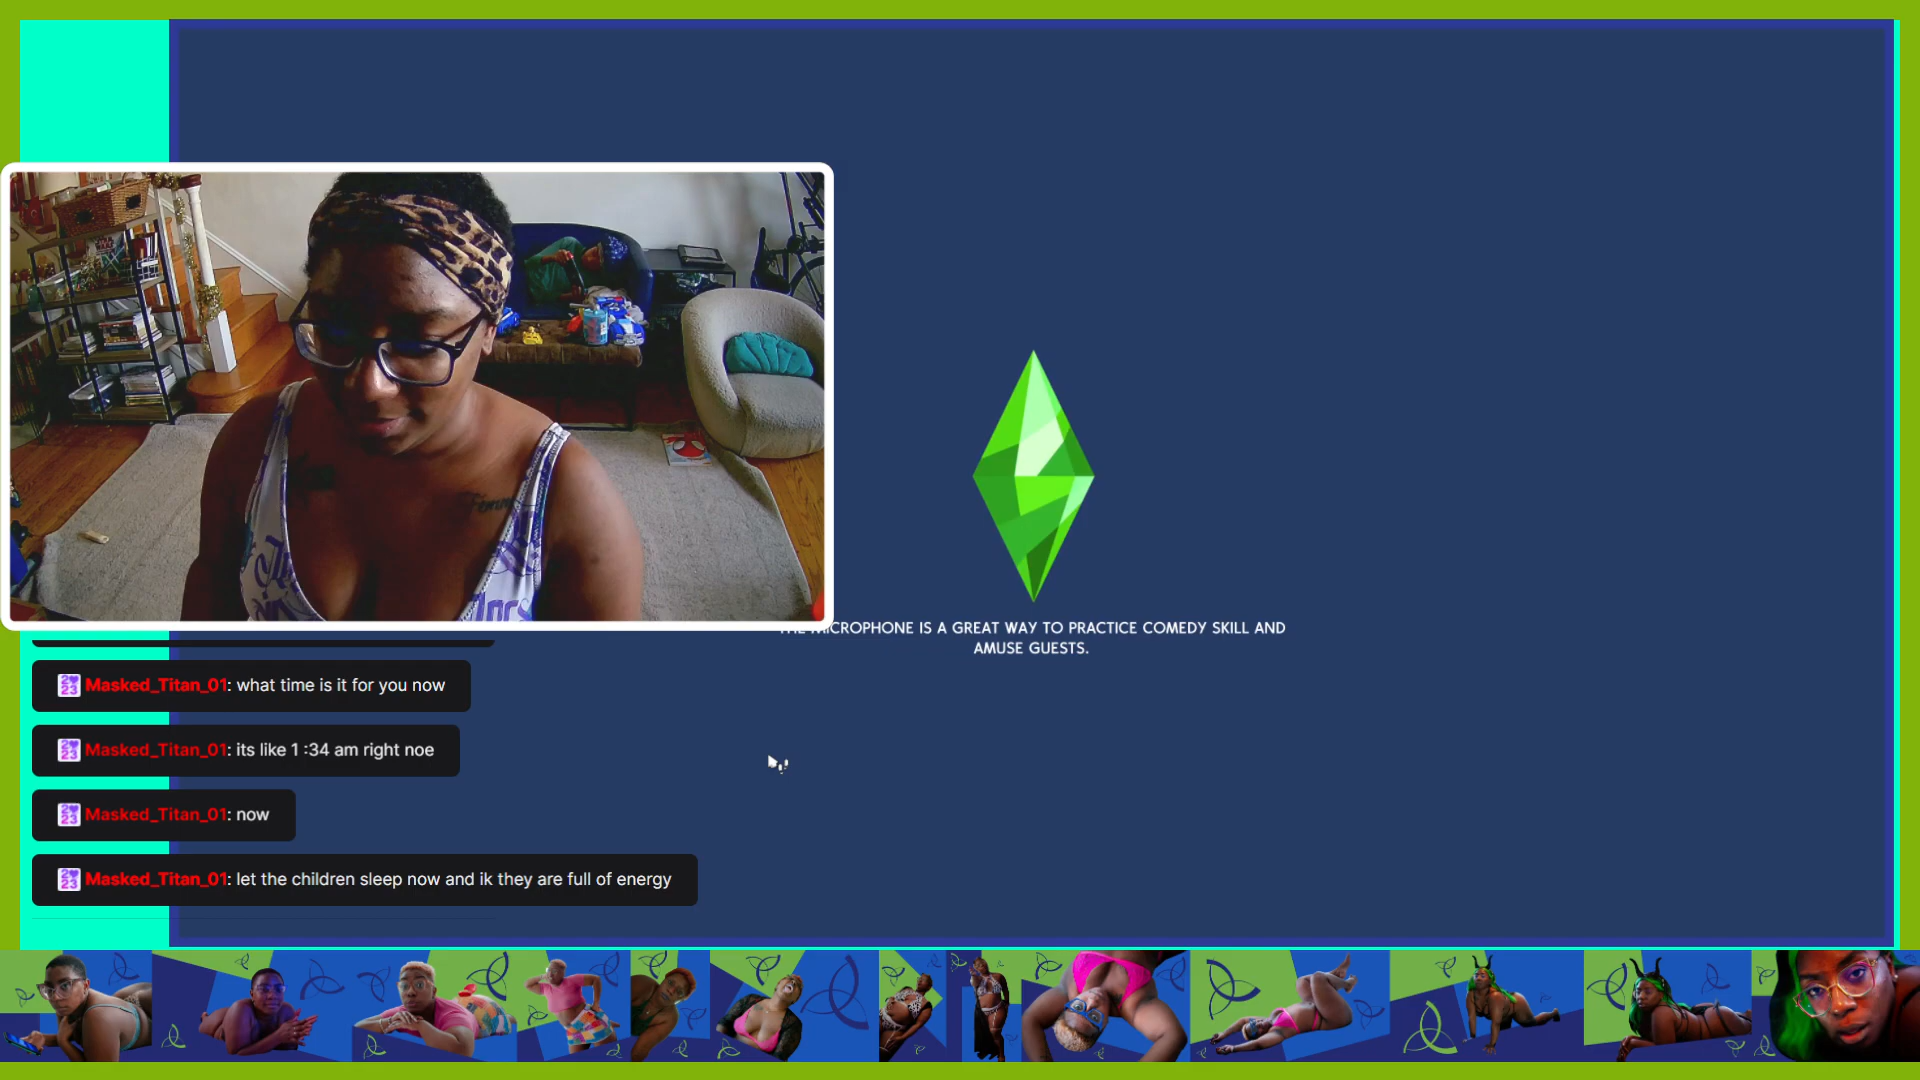 MICROPHONE IS A GREAT WAY TO PRACTICE COMEDY SKILL AND
AMUSE GUESTS.
Masked_Titan_01: what time is it for you now
Masked_Titan_01: its like 1 :34 am right noe
Masked_Titan_01: now
Masked_Titan_01: let the children sleep now and ik they are full of energy